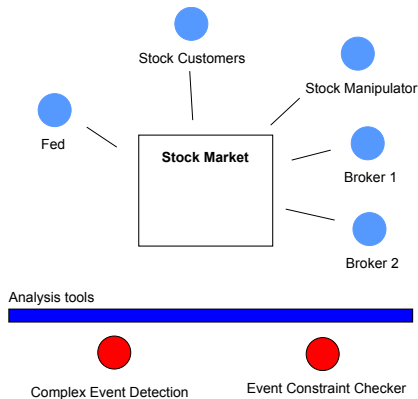 Stock Customers
Stock Manipulator
Fed
Stock Market
Broker 1
Broker 2
Analysis tools
Complex Event Detection
Event Constraint Checker